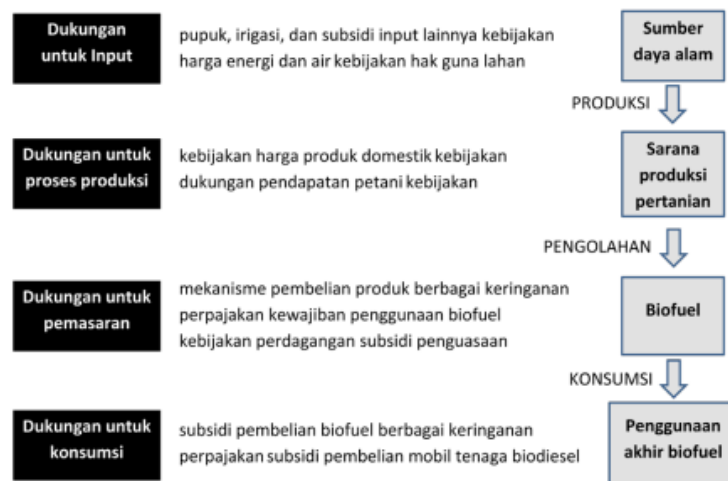 Dukungan
untuk Input
pupuk, irigasi, dan subsidi input lainnya kebijakan
harga energi dan air kebijakan hak guna lahan
Sumber
daya alam
PRODUKSI
Dukungan untuk
proses produksi
kebijakan harga produk domestik kebijakan
dukungan pendapatan petani kebijakan
Sarana
produksi
pertanian
PENGOLAHAN
Dukungan untuk
pemasaran
mekanisme pembelian produk berbagai keringanan
perpajakan kewajiban penggunaan biofuel
kebijakan perdagangan subsidi penguasaan
Biofuel
KONSUMSI
Dukungan untuk
konsumsi
subsidi pembelian biofuel berbagai keringanan
perpajakan subsidi pembelian mobil tenaga biodiesel
Penggunaan
akhir biofuel